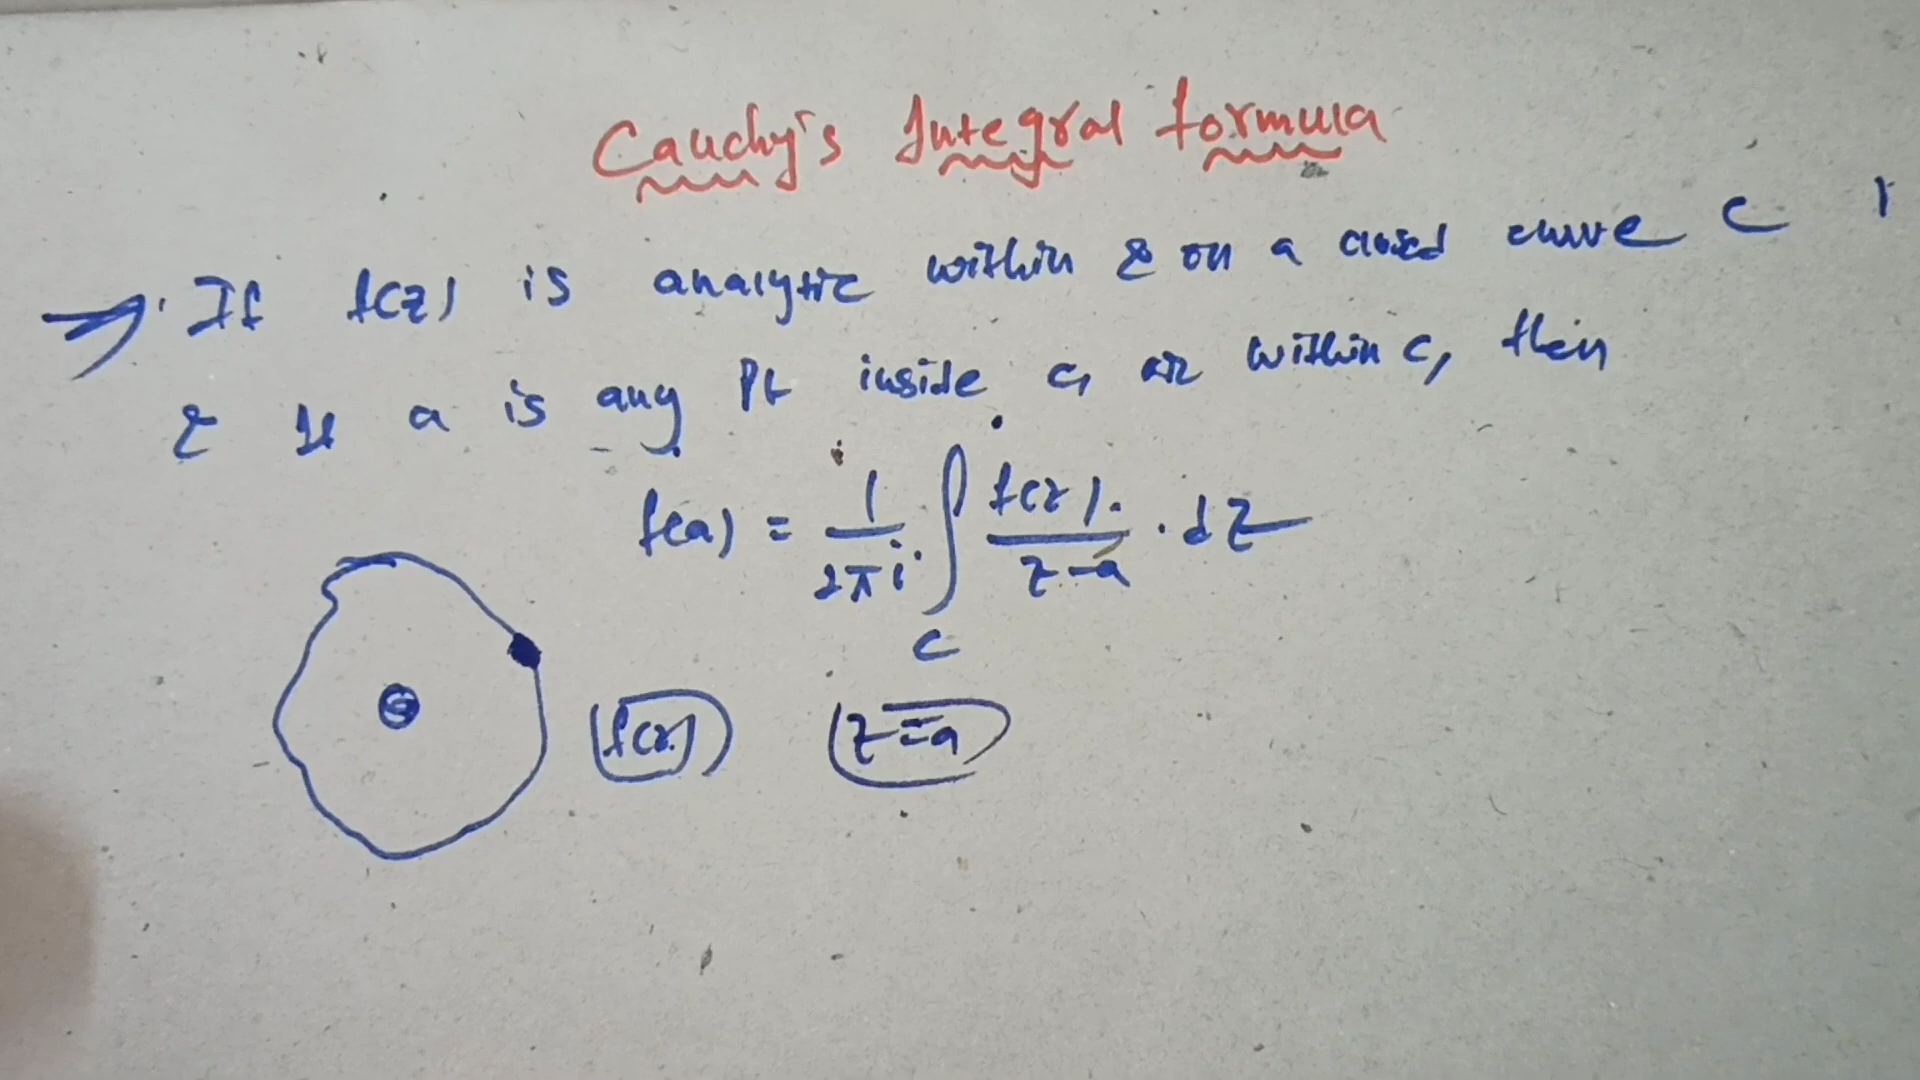 Cauchy's Integral formula
If f(z) is analytic within & on a closed curve C
& If a is any Pt inside C, or within C, then
f(a) = 1/2πi ∫ f(z)/z-a . dz
C
f(z) z=a